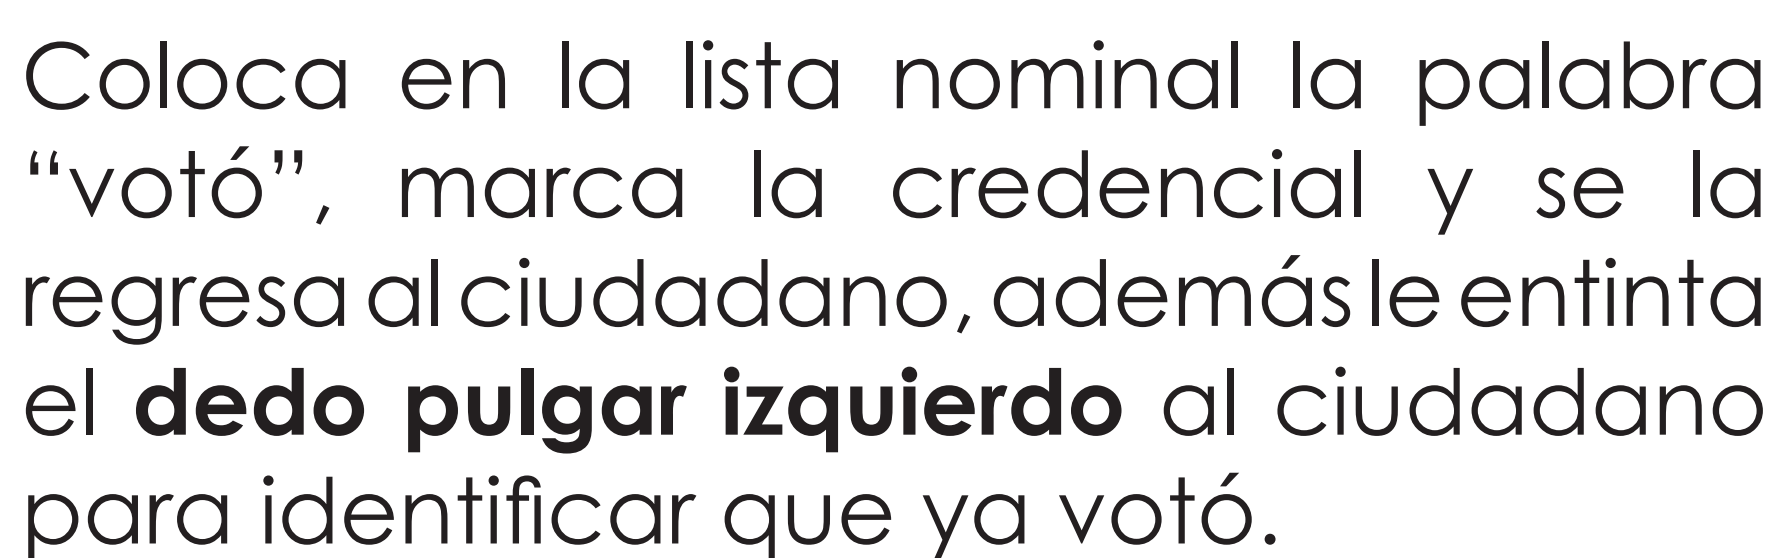 Coloca en la lista nominal la palabra
“votó”, marca la credencial y se la
regresa al ciudadano, además le entinta
el dedo pulgar izquierdo al ciudadano
para identificar que ya votó.